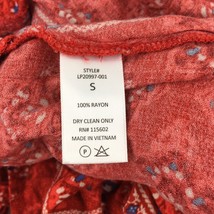 STYLE#
LP20997-001
S
100% RAYON
DRY CLEAN ONLY
RN# 115602
MADE IN VIETNAM
P